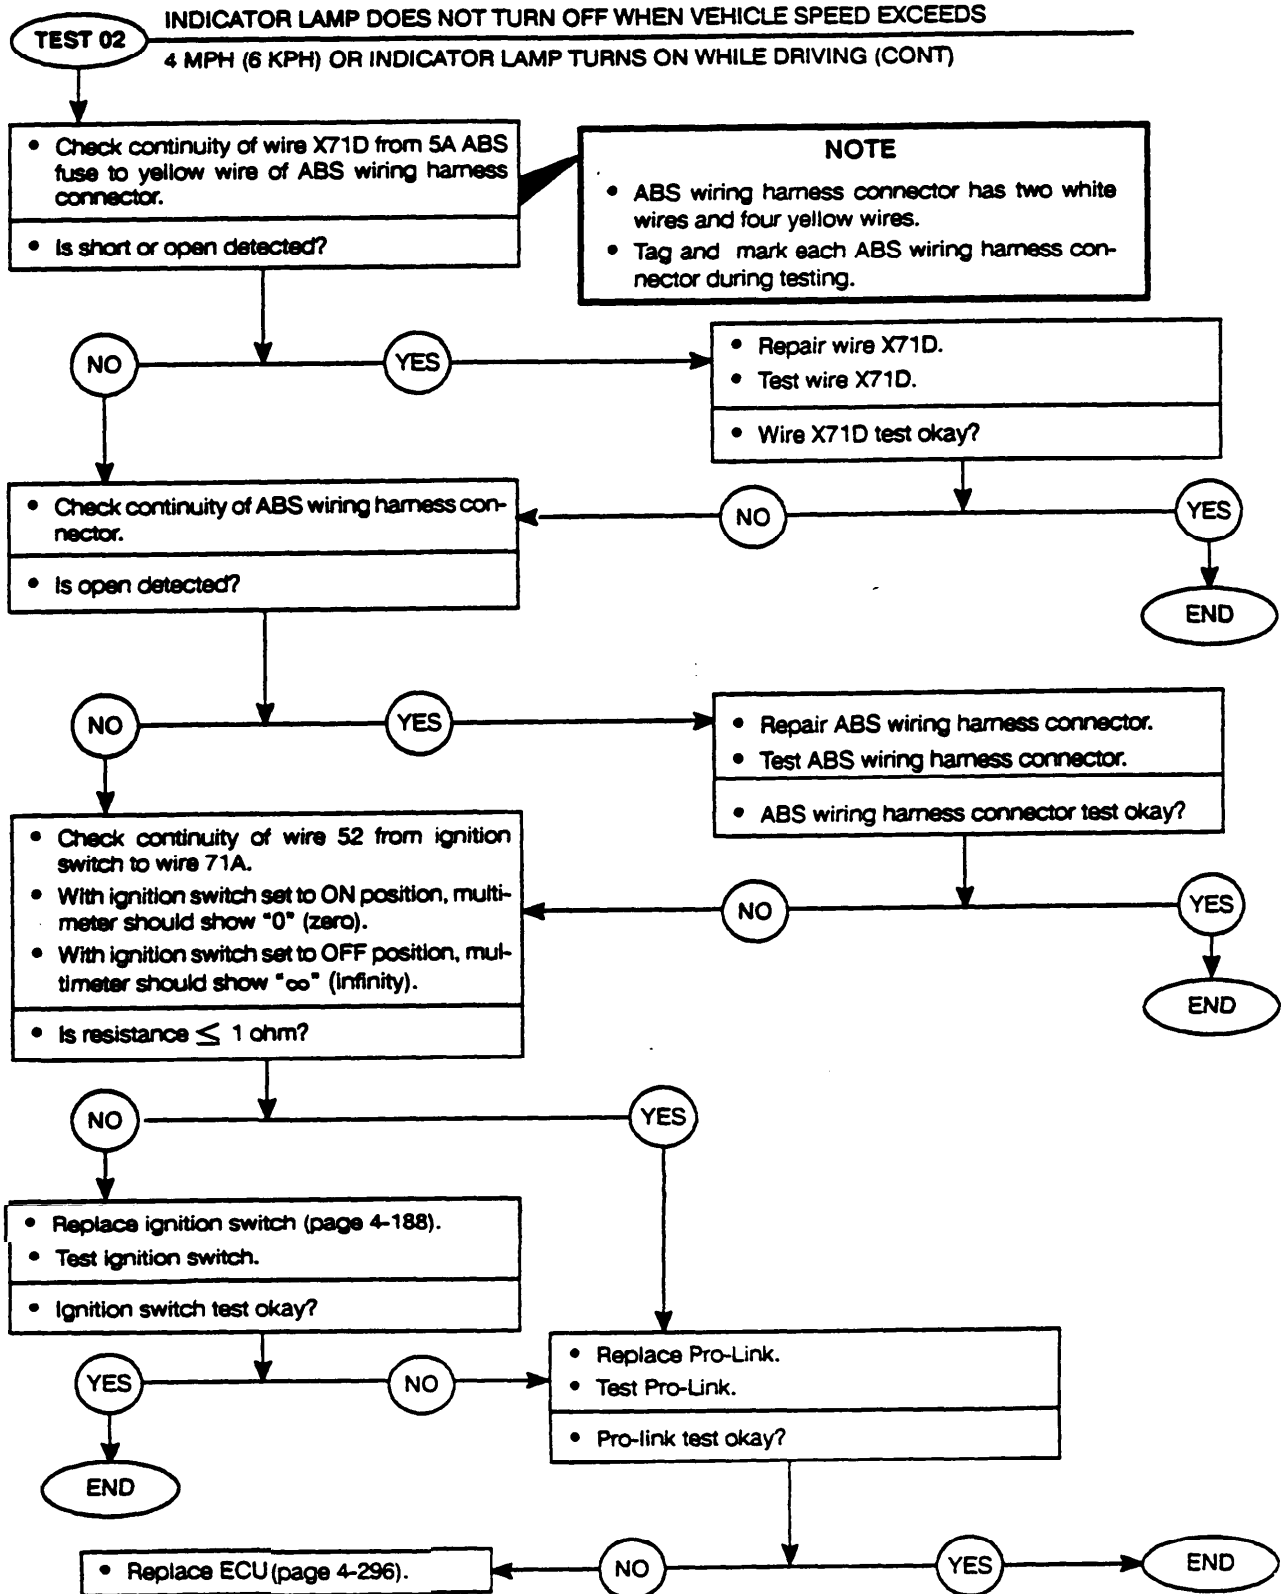 TEST 02
INDICATOR LAMP DOES NOT TURN OFF WHEN VEHICLE SPEED EXCEEDS
4 MPH (6 KPH) OR INDICATOR LAMP TURNS ON WHILE DRIVING (CONT)
• Check continuity of wire X71D from 5A ABS
fuse to yellow wire of ABS wiring harness
connector.
• Is short or open detected?
NOTE
• ABS wiring harness connector has two white
wires and four yellow wires.
• Tag and mark each ABS wiring harness con-
nector during testing.
NO
YES
• Repair wire X71D.
• Test wire X71D.
• Wire X71D test okay?
• Check continuity of ABS wiring harness con-
nector.
• Is open detected?
NO
YES
END
NO
YES
• Repair ABS wiring harness connector.
• Test ABS wiring harness connector.
• ABS wiring harness connector test okay?
• Check continuity of wire 52 from ignition
switch to wire 71A.
• With ignition switch set to ON position, multi-
meter should show "0" (zero).
• With ignition switch set to OFF position, mul-
timeter should show "∞" (infinity).
• Is resistance ≤ 1 ohm?
NO
YES
END
NO
YES
• Replace ignition switch (page 4-188).
• Test ignition switch.
• Ignition switch test okay?
• Replace Pro-Link.
• Test Pro-Link.
• Pro-link test okay?
YES
NO
END
• Replace ECU (page 4-296).
NO
YES
END